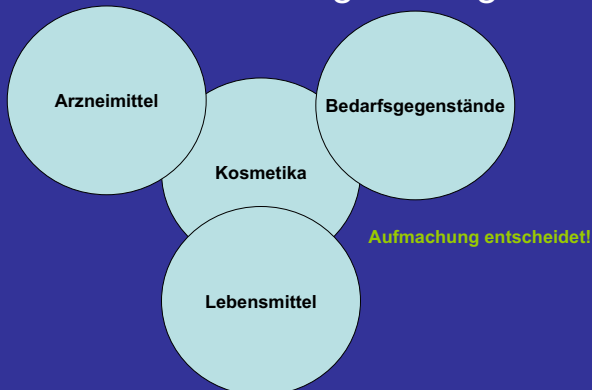 Arzneimittel
Bedarfsgegenstände
Kosmetika
Aufmachung entscheidet!
Lebensmittel